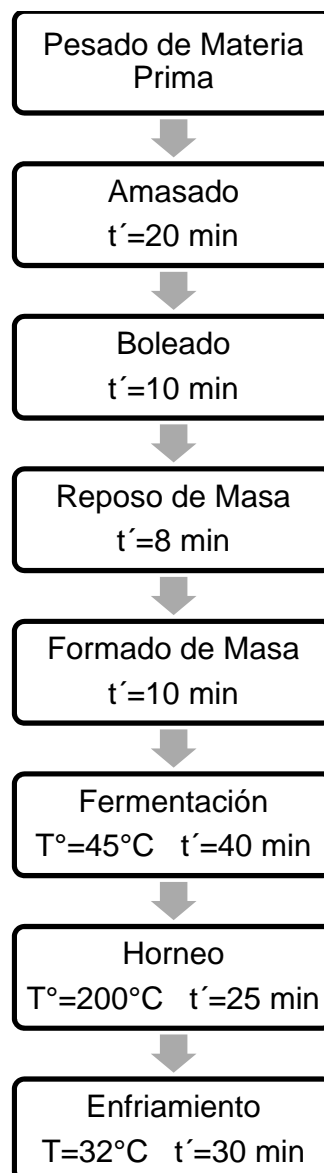 Pesado de Materia
Prima
Amasado
t´=20 min
Boleado
t´=10 min
Reposo de Masa
t´=8 min
Formado de Masa
t´=10 min
Fermentación
T°=45°C t´=40 min
Horneo
T°=200°C t´=25 min
Enfriamiento
T=32°C t´=30 min